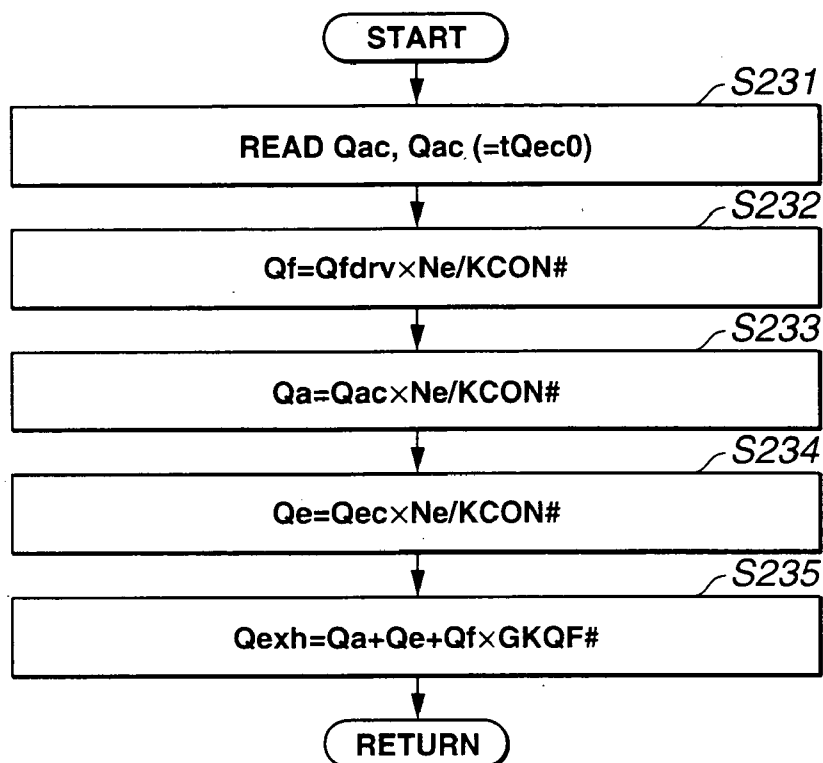 START
S231
READ Qac, Qac (=tQec0)
S232
Qf=Qfdrv×Ne/KCON#
S233
Qa=Qac×Ne/KCON#
S234
Qe=Qec×Ne/KCON#
S235
Qexh=Qa+Qe+Qf×GKQF#
RETURN